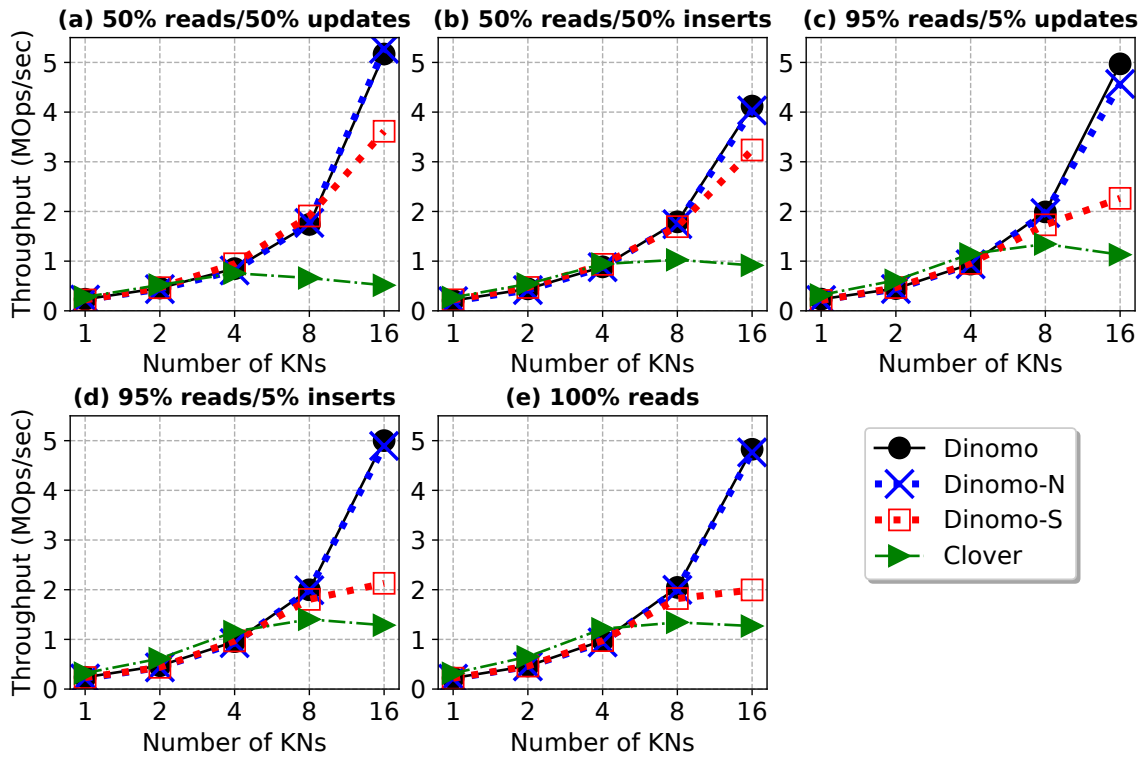 (a) 50% reads/50% updates
(b) 50% reads/50% inserts
(c) 95% reads/5% updates
Throughput (MOps/sec)
5
4
3
2
1
0
1 2 4 8 16
Number of KNs
5
4
3
2
1
0
1 2 4 8 16
Number of KNs
5
4
3
2
1
0
1 2 4 8 16
Number of KNs
(d) 95% reads/5% inserts
(e) 100% reads
Throughput (MOps/sec)
5
4
3
2
1
0
1 2 4 8 16
Number of KNs
5
4
3
2
1
0
1 2 4 8 16
Number of KNs
Dinomo
Dinomo-N
Dinomo-S
Clover